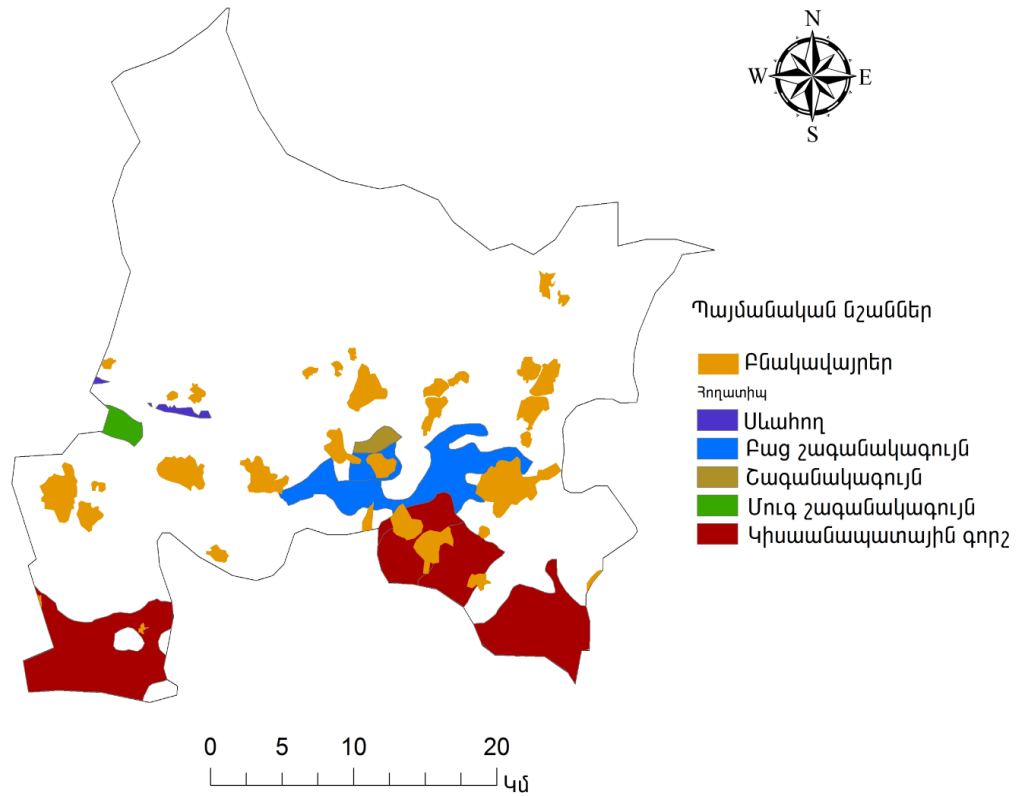 N
W E
S
Պայմանական նշաններ
Բնակավայրեր
Հողատիպ
Սևահող
Բաց շագանակագույն
Շագանակագույն
Մուգ շագանակագույն
Կիսաանապատային գորշ
0 5 10 20
Կմ